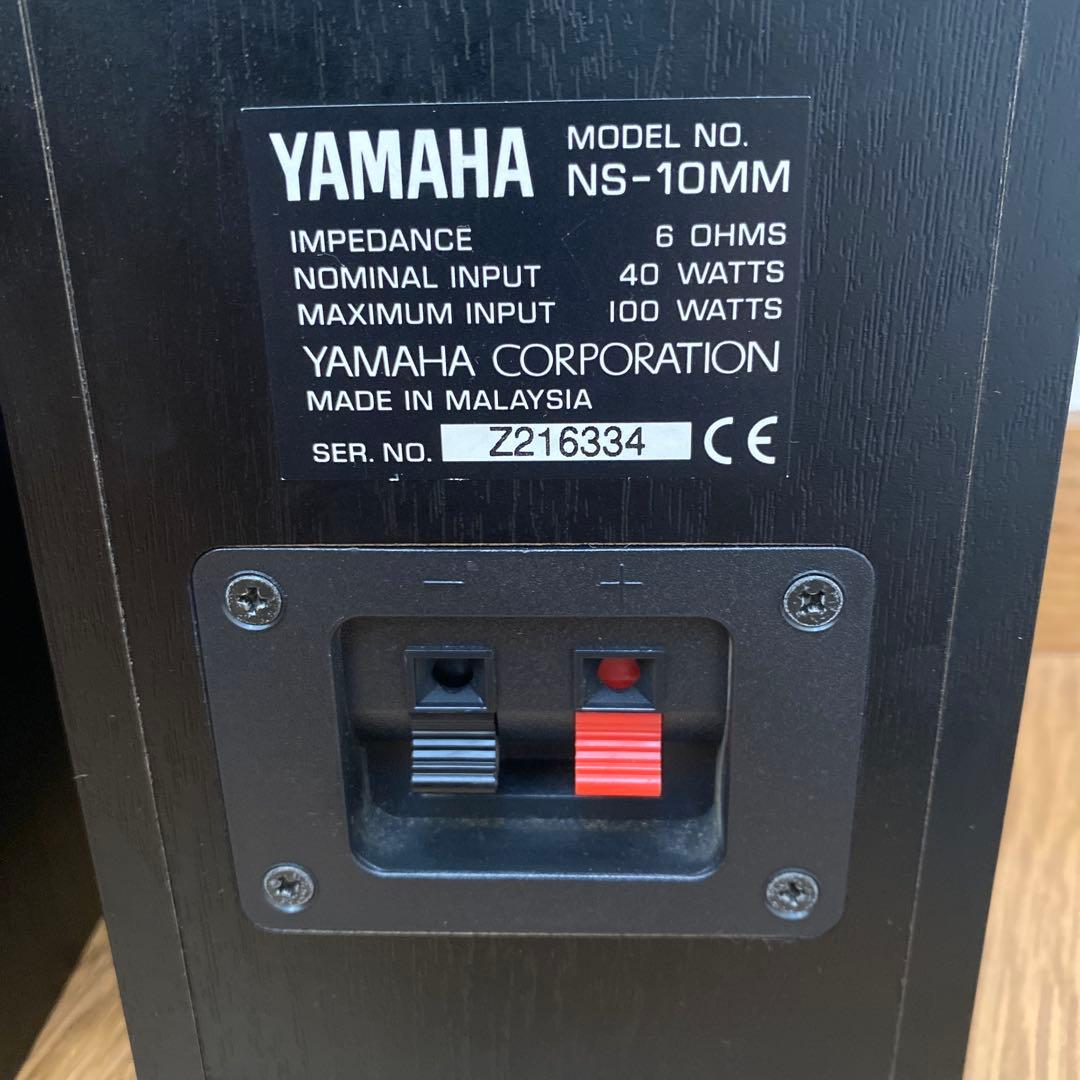 YAMAHA MODEL NO.
NS-10MM
IMPEDANCE 6 OHMS
NOMINAL INPUT 40 WATTS
MAXIMUM INPUT 100 WATTS
YAMAHA CORPORATION
MADE IN MALAYSIA
SER. NO. Z216334 CE
− +